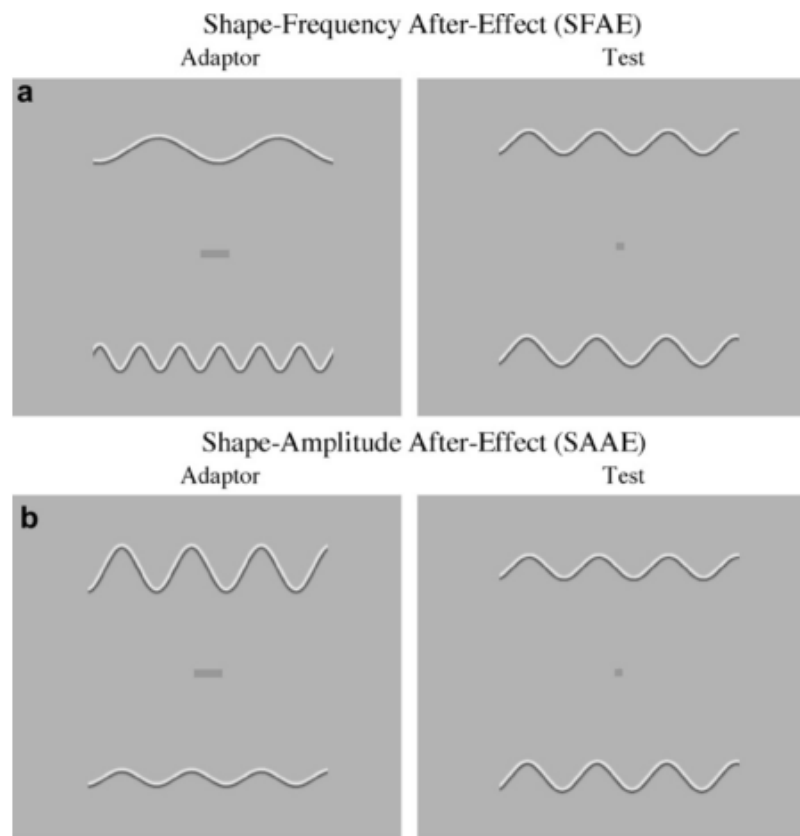 Shape-Frequency After-Effect (SFAE)
Adaptor Test
a
Shape-Amplitude After-Effect (SAAE)
Adaptor Test
b